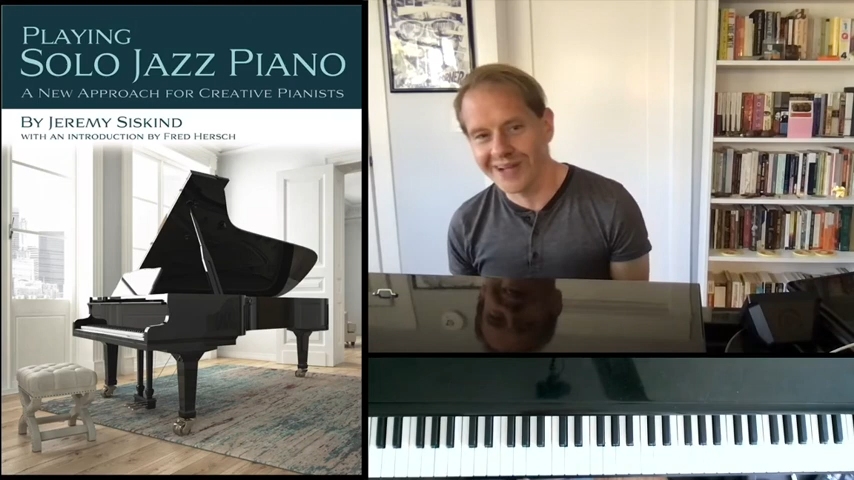 PLAYING
SOLO JAZZ PIANO
A NEW APPROACH FOR CREATIVE PIANISTS
BY JEREMY SISKIND
WITH AN INTRODUCTION BY FRED HERSCH